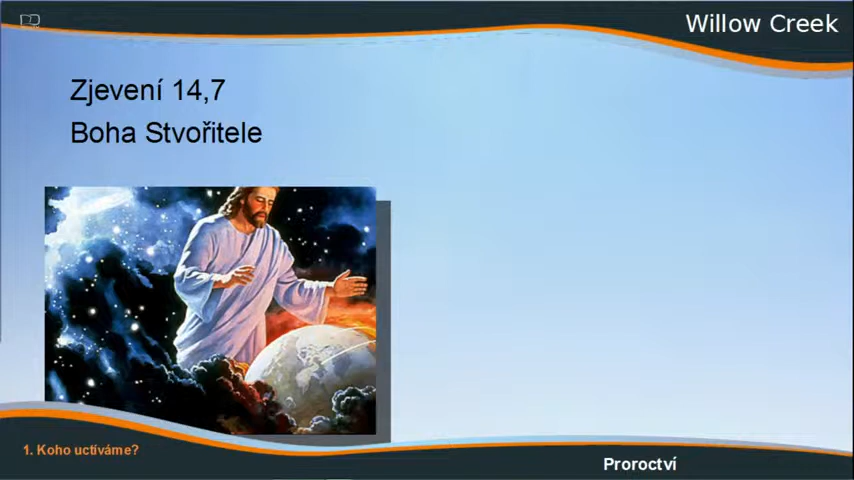 Willow Creek
Zjevení 14,7
Boha Stvořitele
1. Koho uctíváme?
Proroctví